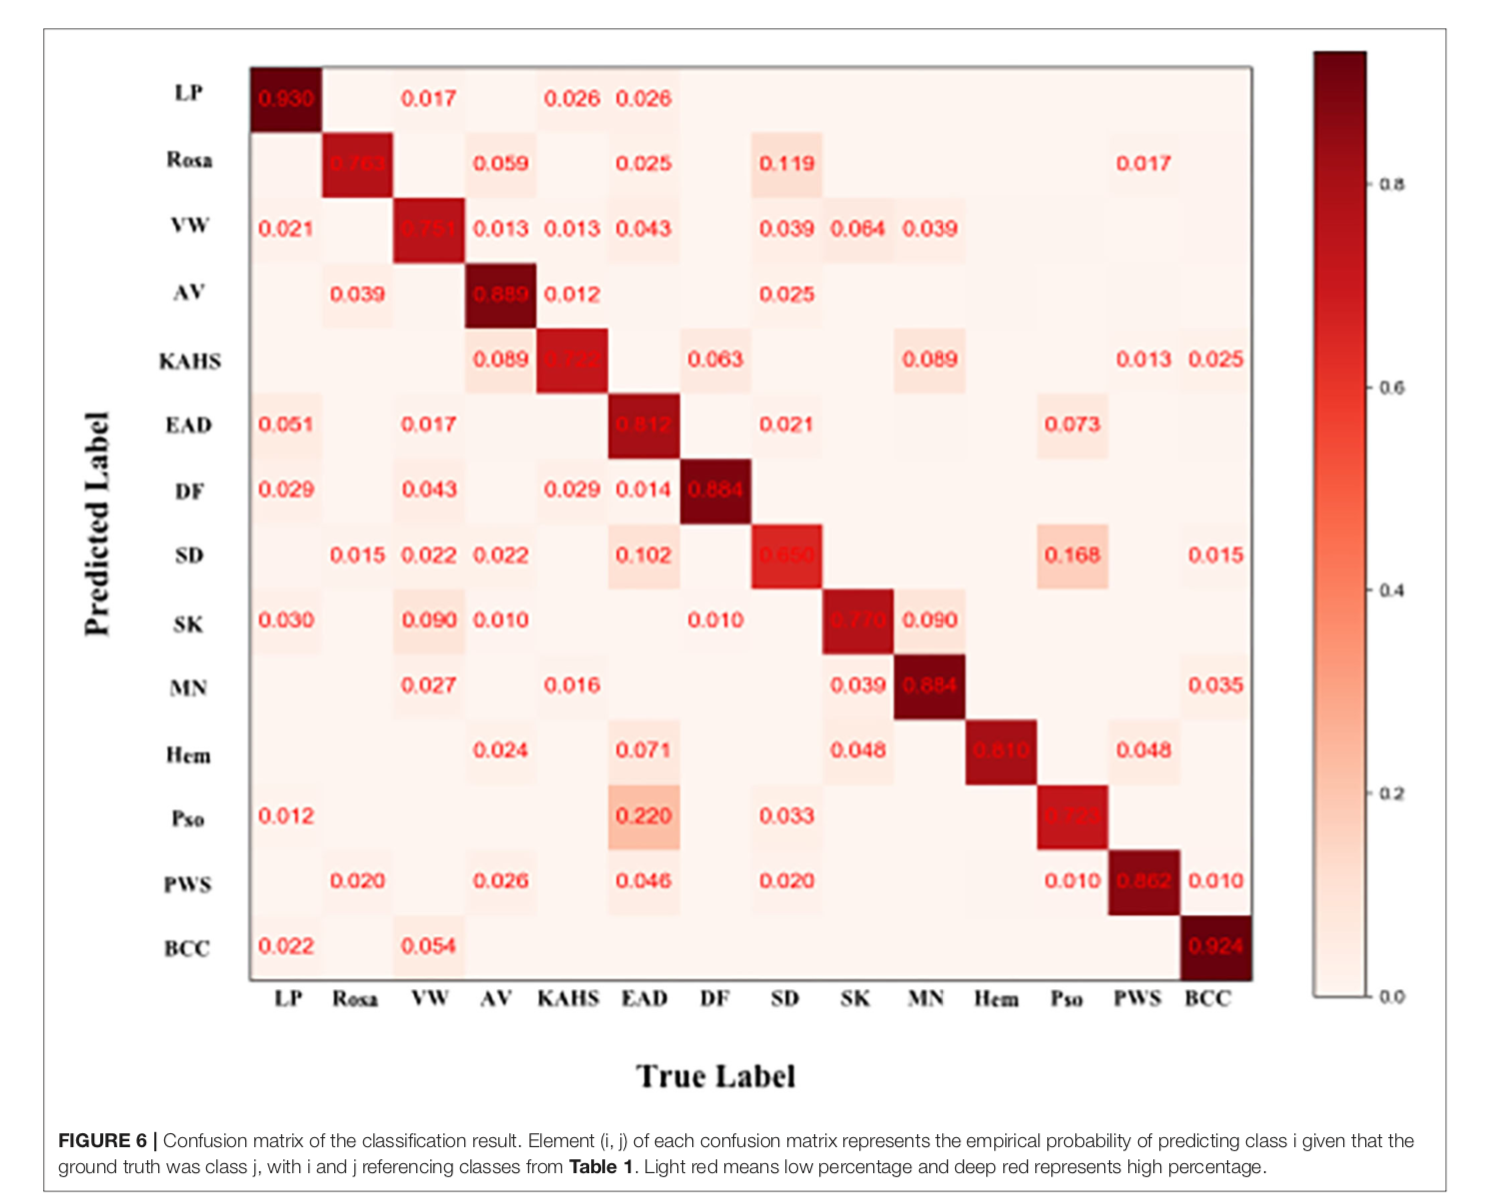 LP 0.930 0.017 0.026 0.026
Rosa 0.763 0.059 0.025 0.119 0.017
0.8
VW 0.021 0.751 0.013 0.013 0.043 0.039 0.064 0.039
AV 0.039 0.889 0.012 0.025
KAHS 0.089 0.722 0.063 0.089 0.013 0.025
0.6
EAD 0.051 0.017 0.812 0.021 0.073
DF 0.029 0.043 0.029 0.014 0.884
SD 0.015 0.022 0.022 0.102 0.650 0.168 0.015
0.4
SK 0.030 0.090 0.010 0.010 0.770 0.090
MN 0.027 0.016 0.039 0.884 0.035
Hem 0.024 0.071 0.048 0.810 0.048
0.2
Pso 0.012 0.220 0.033
PWS 0.020 0.026 0.046 0.020 0.010 0.862 0.010
BCC 0.022 0.054 0.924
0.0
Predicted Label
LP Rosa VW AV KAHS EAD DF SD SK MN Hem Pso PWS BCC
True Label
FIGURE 6 | Confusion matrix of the classification result. Element (i, j) of each confusion matrix represents the empirical probability of predicting class i given that the
ground truth was class j, with i and j referencing classes from Table 1. Light red means low percentage and deep red represents high percentage.